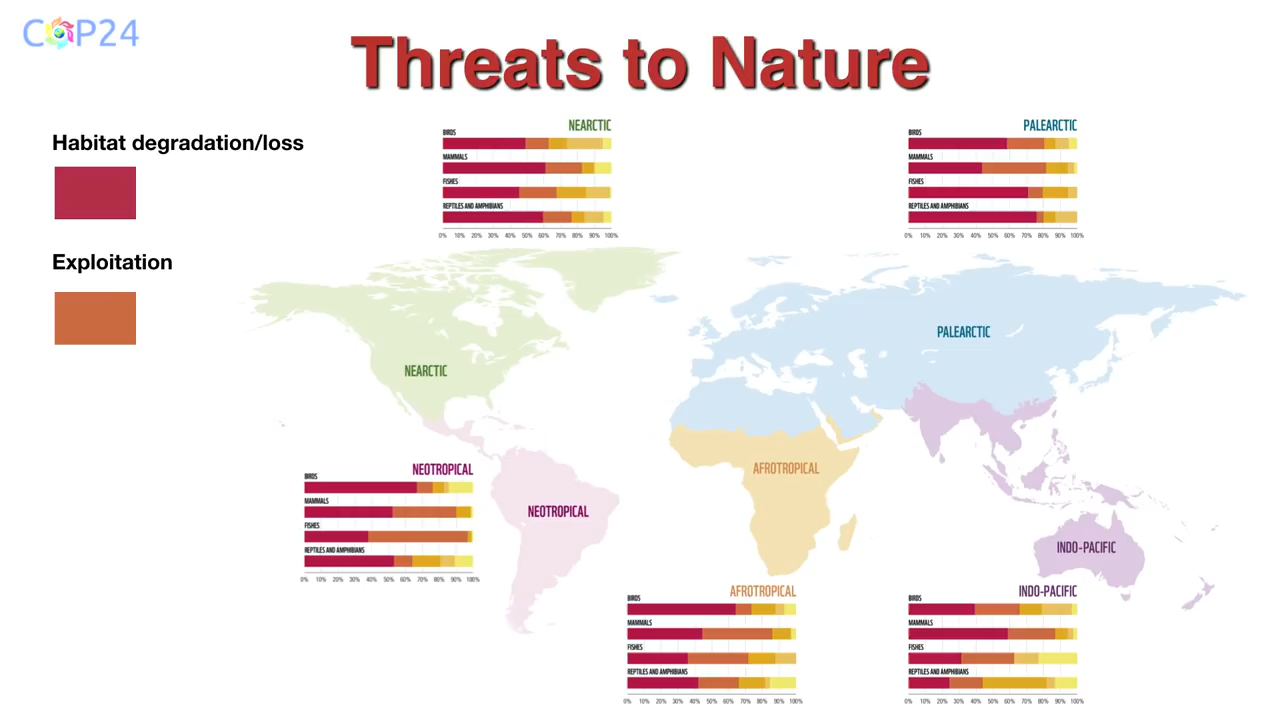 COP24
Threats to Nature
Habitat degradation/loss
Exploitation
NEARCTIC
BIRDS
MAMMALS
FISHES
REPTILES AND AMPHIBIANS
0% 10% 20% 30% 40% 50% 60% 70% 80% 90% 100%
PALEARCTIC
BIRDS
MAMMALS
FISHES
REPTILES AND AMPHIBIANS
0% 10% 20% 30% 40% 50% 60% 70% 80% 90% 100%
PALEARCTIC
NEARCTIC
NEOTROPICAL
BIRDS
MAMMALS
FISHES
REPTILES AND AMPHIBIANS
0% 10% 20% 30% 40% 50% 60% 70% 80% 90% 100%
AFROTROPICAL
NEOTROPICAL
INDO-PACIFIC
AFROTROPICAL
BIRDS
MAMMALS
FISHES
REPTILES AND AMPHIBIANS
0% 10% 20% 30% 40% 50% 60% 70% 80% 90% 100%
INDO-PACIFIC
BIRDS
MAMMALS
FISHES
REPTILES AND AMPHIBIANS
0% 10% 20% 30% 40% 50% 60% 70% 80% 90% 100%